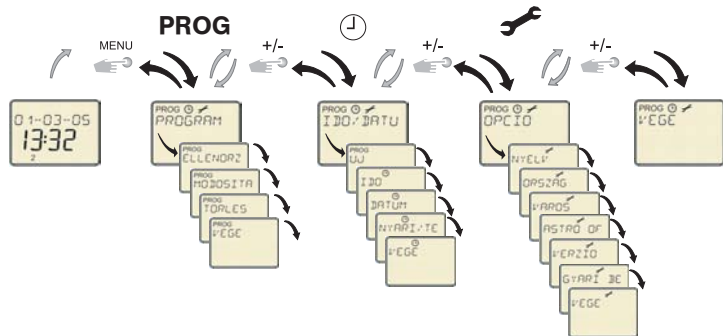 PROG
MENU
+/-
+/-
+/-
01-03-05
13:32
2
PROG
PROGRAM
ELLENORZ
PROG
MODOSITA
PROG
TORLES
PROG
VEGE
PROG
IDO/DATU
PROG
UJ
IDO
DATUM
NYARI/TE
VEGE
PROG
OPCIO
NYELV
ORSZÁG
VAROS
ASTRO OF
VERZIO
GYARI BE
VEGE
PROG
VEGE